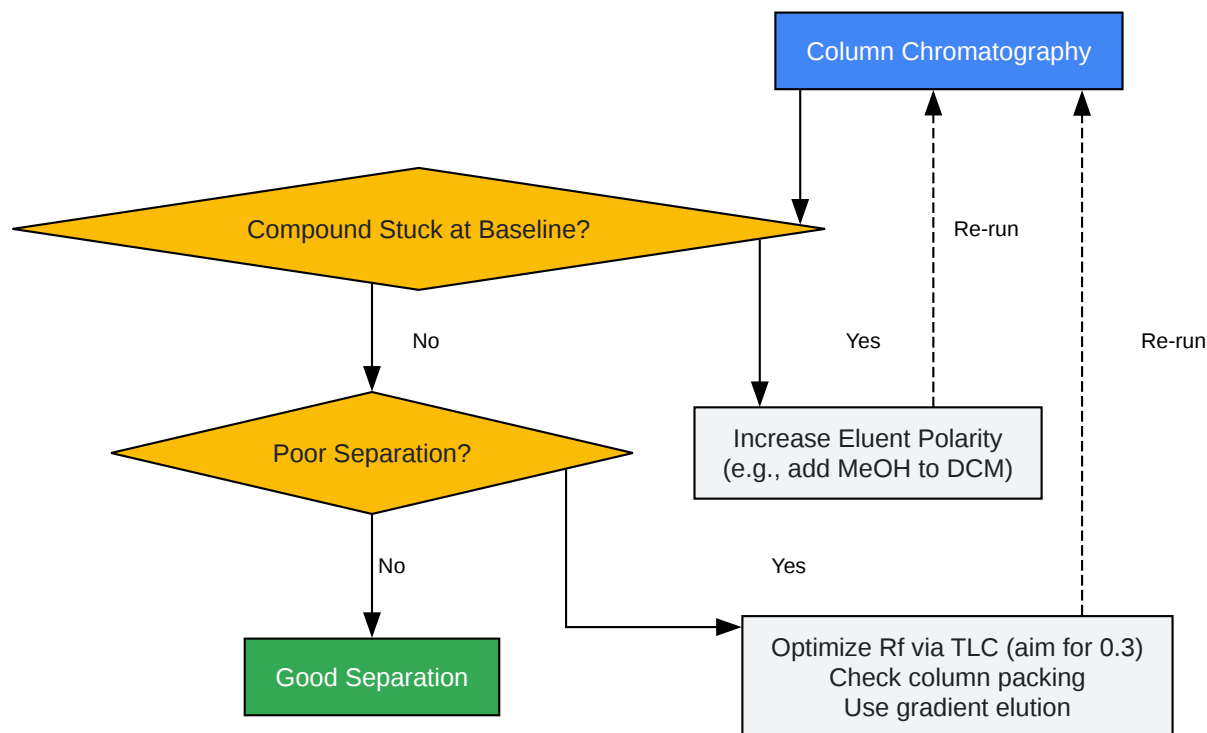 Column Chromatography
Compound Stuck at Baseline?
Re-run
No
Yes
Re-run
Increase Eluent Polarity
(e.g., add MeOH to DCM)
Poor Separation?
No
Yes
Good Separation
Optimize Rf via TLC (aim for 0.3)
Check column packing
Use gradient elution